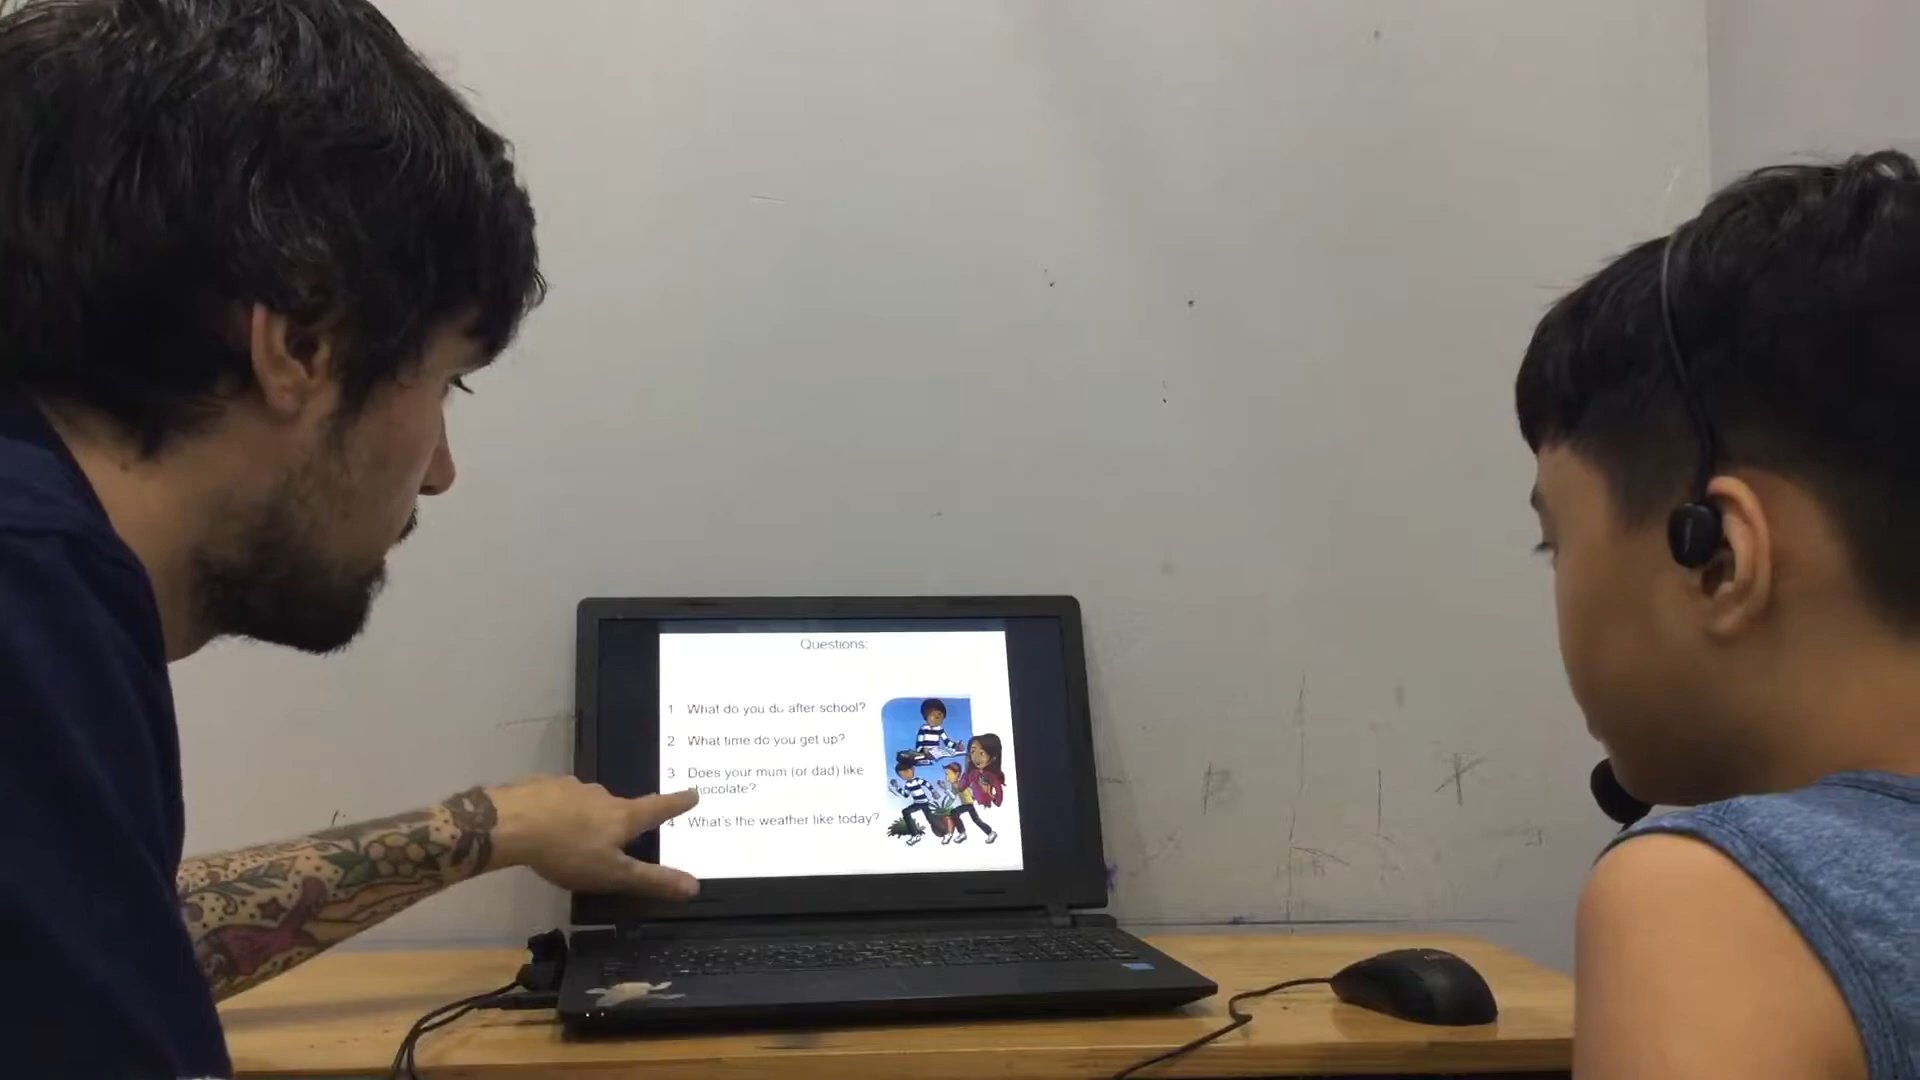 Questions:
1 What do you do after school?
2 What time do you get up?
3 Does your mum (or dad) like
chocolate?
4 What's the weather like today?